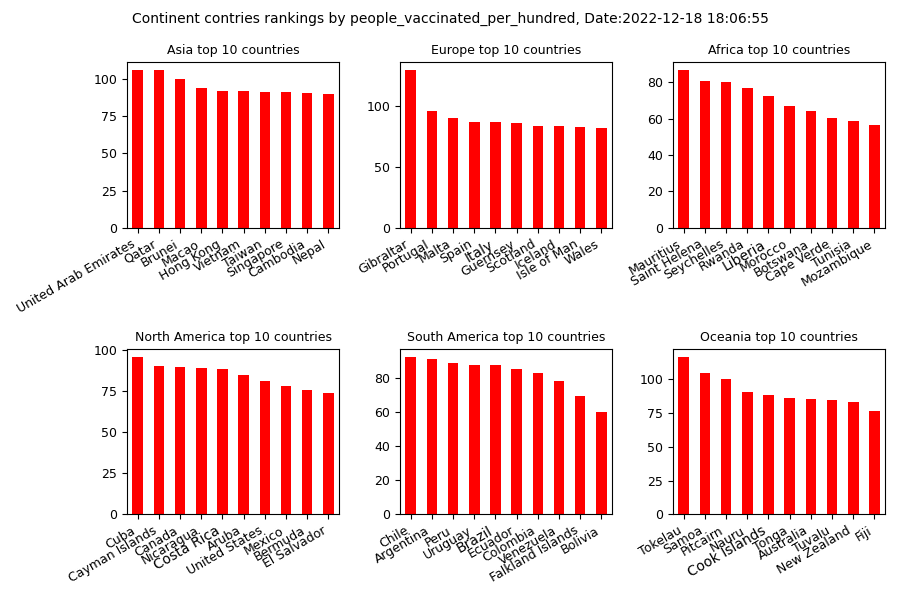 Continent contries rankings by people_vaccinated_per_hundred, Date:2022-12-18 18:06:55
Asia top 10 countries
100
75
50
25
0
United Arab Emirates
Qatar
Brunei
Macao
Hong Kong
Vietnam
Taiwan
Singapore
Cambodia
Nepal
Europe top 10 countries
100
50
0
Gibraltar
Portugal
Malta
Spain
Italy
Guernsey
Scotland
Iceland
Isle of Man
Wales
Africa top 10 countries
80
60
40
20
0
Mauritius
Saint Helena
Seychelles
Rwanda
Liberia
Morocco
Botswana
Cape Verde
Tunisia
Mozambique
North America top 10 countries
100
75
50
25
0
Cuba
Cayman Islands
Canada
Nicaragua
Costa Rica
Aruba
United States
Mexico
Bermuda
El Salvador
South America top 10 countries
80
60
40
20
0
Chile
Argentina
Peru
Uruguay
Brazil
Ecuador
Colombia
Venezuela
Falkland Islands
Bolivia
Oceania top 10 countries
100
75
50
25
0
Tokelau
Samoa
Pitcairn
Nauru
Cook Islands
Tonga
Australia
Tuvalu
New Zealand
Fiji